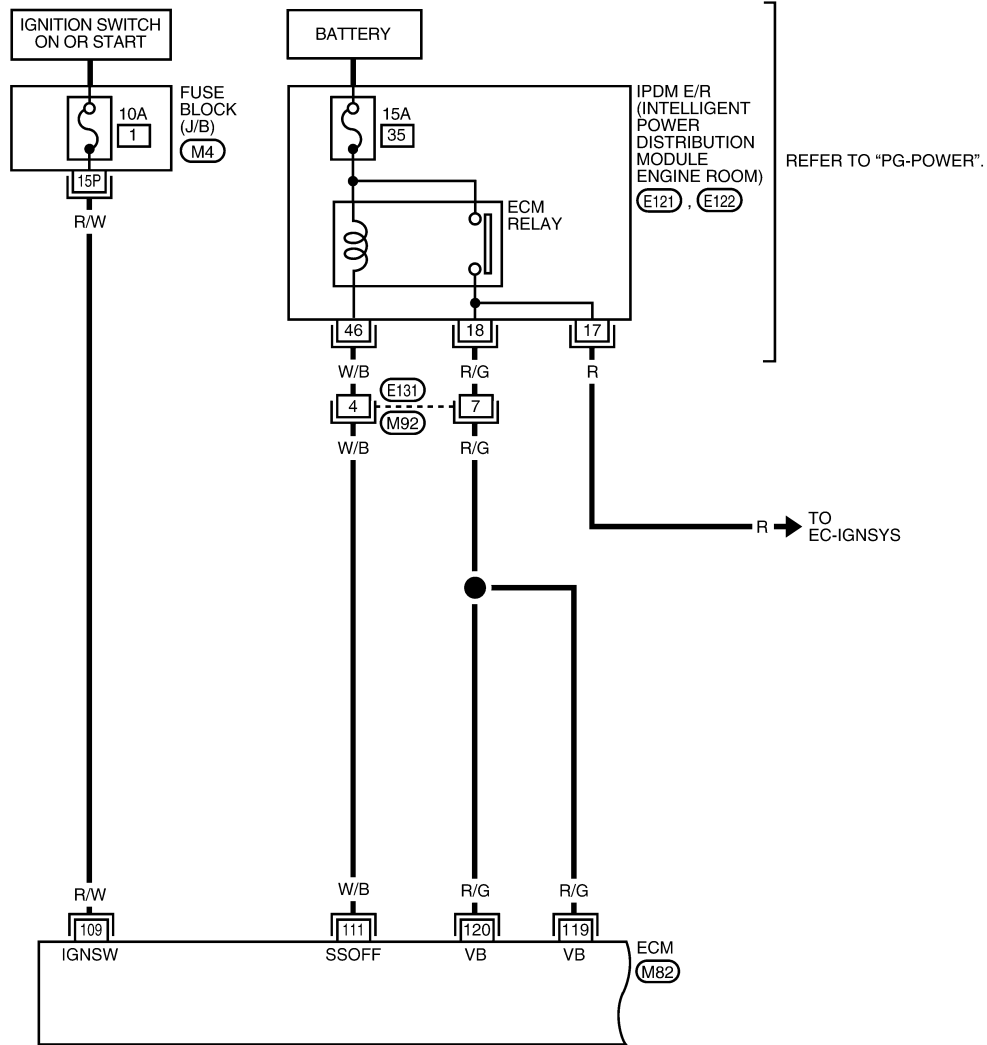 IGNITION SWITCH
ON OR START
BATTERY
FUSE
BLOCK
(J/B)
M4
10A
1
15P
R/W
15A
35
IPDM E/R
(INTELLIGENT
POWER
DISTRIBUTION
MODULE
ENGINE ROOM)
E121 , E122
REFER TO “PG-POWER”.
ECM
RELAY
46
18
17
W/B
R/G
R
4
E131
M92
7
W/B
R/G
R
TO
EC-IGNSYS
R/W
W/B
R/G
R/G
109
111
120
119
IGNSW
SSOFF
VB
VB
ECM
M82